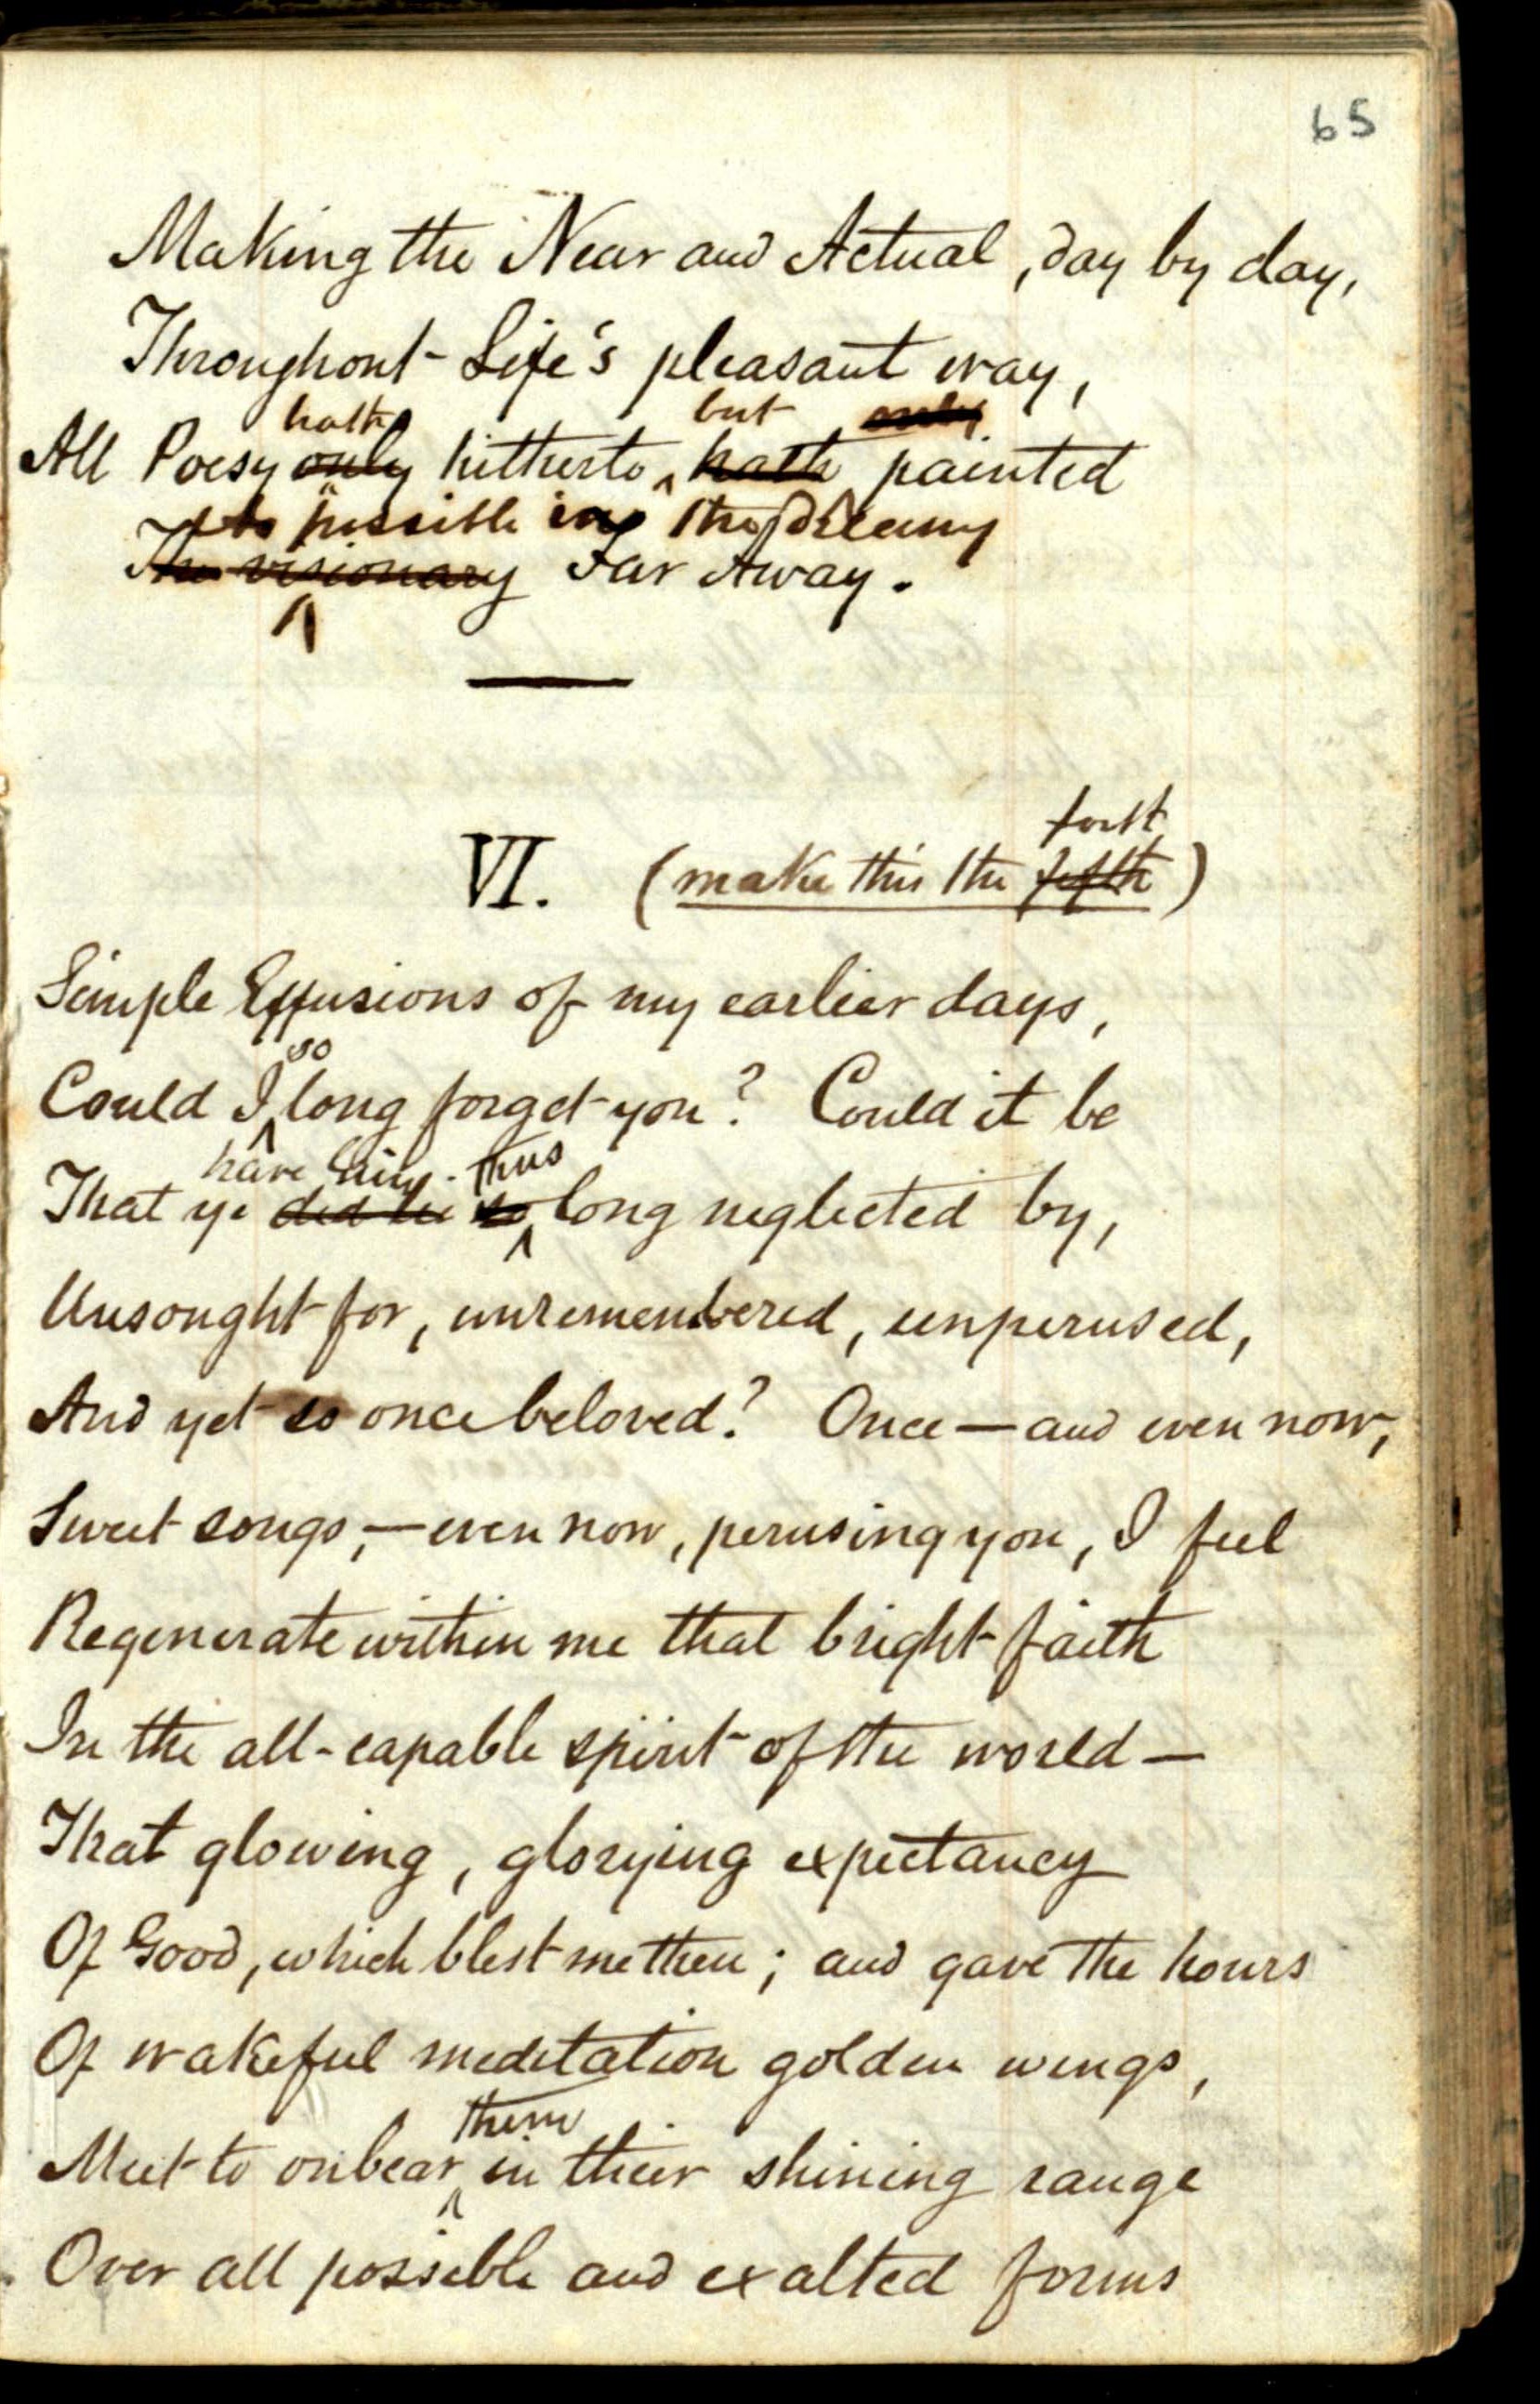 65
Making the Near and Actual, day by day,
Throughout Life's pleasant way,
hath but only
All Poesy only hitherto hath painted
As possible in the dreamy
The visionary Far Away.
forth
VI. (make this the fifth)
Simple Effusions of my earlier days,
so
Could I long forget you? Could it be
have lain thus
That ye did lie so long neglected by,
Unsought for, unremembered, unperused,
And yet so once beloved? Once — and even now,
Sweet songs, — even now, perusing you, I feel
Regenerate within me that bright faith
In the all-capable spirit of the world —
That glowing, glorying expectancy
Of Good, which blest me then; and gave the hours
Of wakeful meditation golden wings,
them
Meet to onbear in their shining range
Over all possible and exalted forms